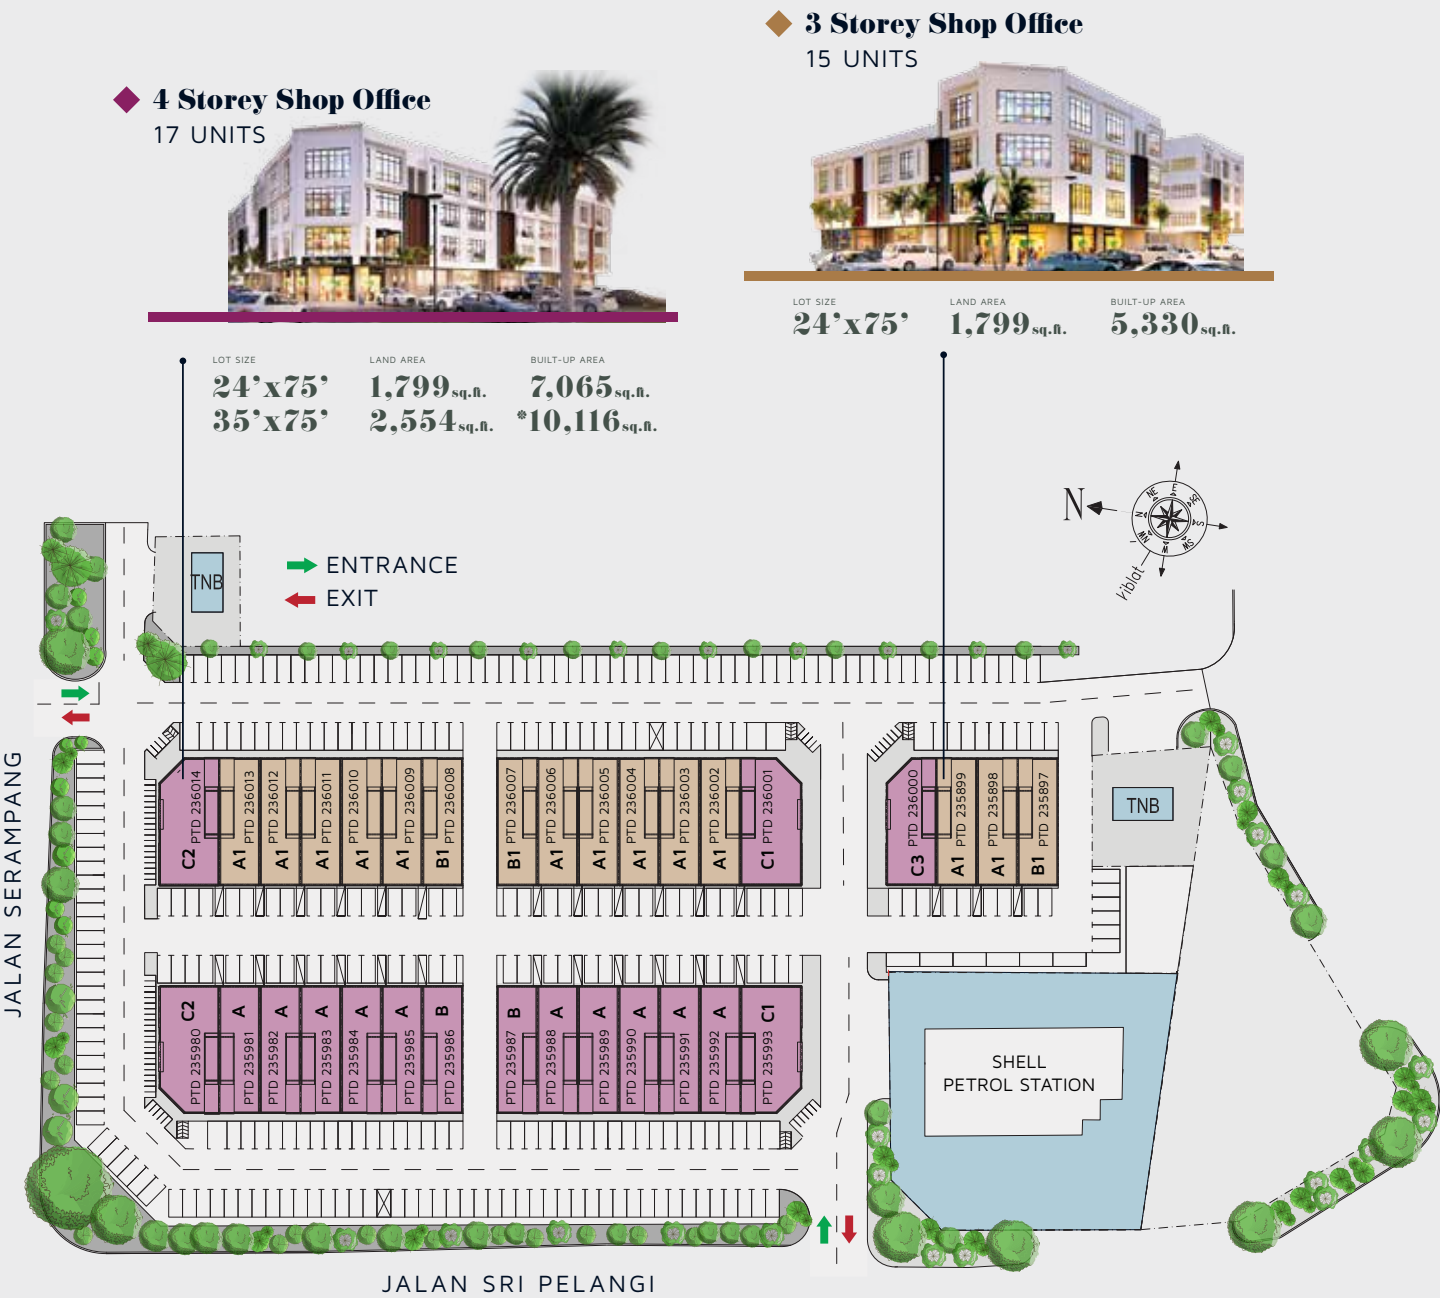 3 Storey Shop Office
15 UNITS
4 Storey Shop Office
17 UNITS
LOT SIZE LAND AREA BUILT-UP AREA
24'x75' 1,799sq.ft. 5,330sq.ft.
LOT SIZE LAND AREA BUILT-UP AREA
24'x75' 1,799sq.ft. 7,065sq.ft.
35'x75' 2,554sq.ft. *10,116sq.ft.
N
N NE E SE S SW W NW
Viblat
TNB
ENTRANCE
EXIT
JALAN SERAMPANG
C2 PTD 236014
A1 PTD 236013
A1 PTD 236012
A1 PTD 236011
A1 PTD 236010
A1 PTD 236009
B1 PTD 236008
B1 PTD 236007
A1 PTD 236006
A1 PTD 236005
A1 PTD 236004
A1 PTD 236003
A1 PTD 236002
C1 PTD 236001
C3 PTD 236000
A1 PTD 235899
A1 PTD 235898
B1 PTD 235897
TNB
C2 PTD 235980
A PTD 235981
A PTD 235982
A PTD 235983
A PTD 235984
A PTD 235985
B PTD 235986
B PTD 235987
A PTD 235988
A PTD 235989
A PTD 235990
A PTD 235991
A PTD 235992
C1 PTD 235993
SHELL
PETROL STATION
JALAN SRI PELANGI